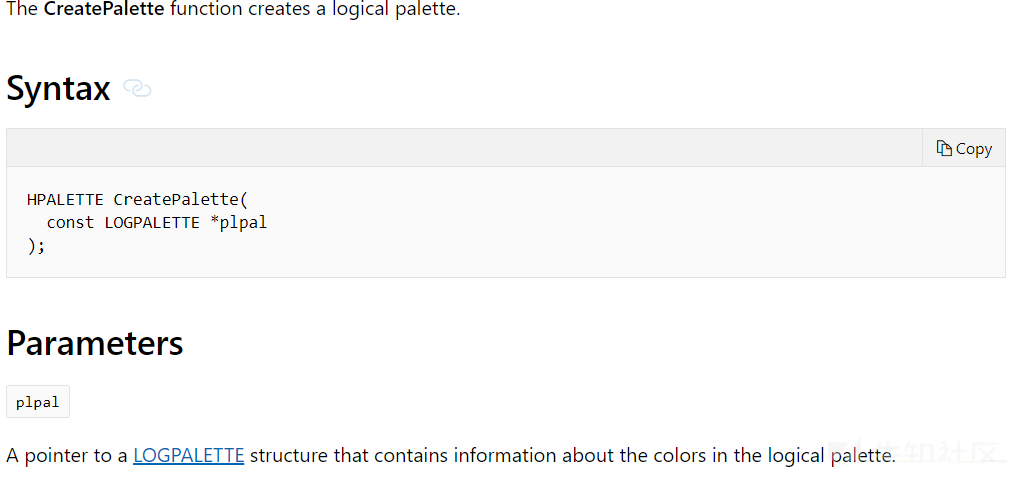 The CreatePalette function creates a logical palette.
Syntax
Copy
HPALETTE CreatePalette(
  const LOGPALETTE *plpal
);
Parameters
plpal
A pointer to a LOGPALETTE structure that contains information about the colors in the logical palette.
先知社区